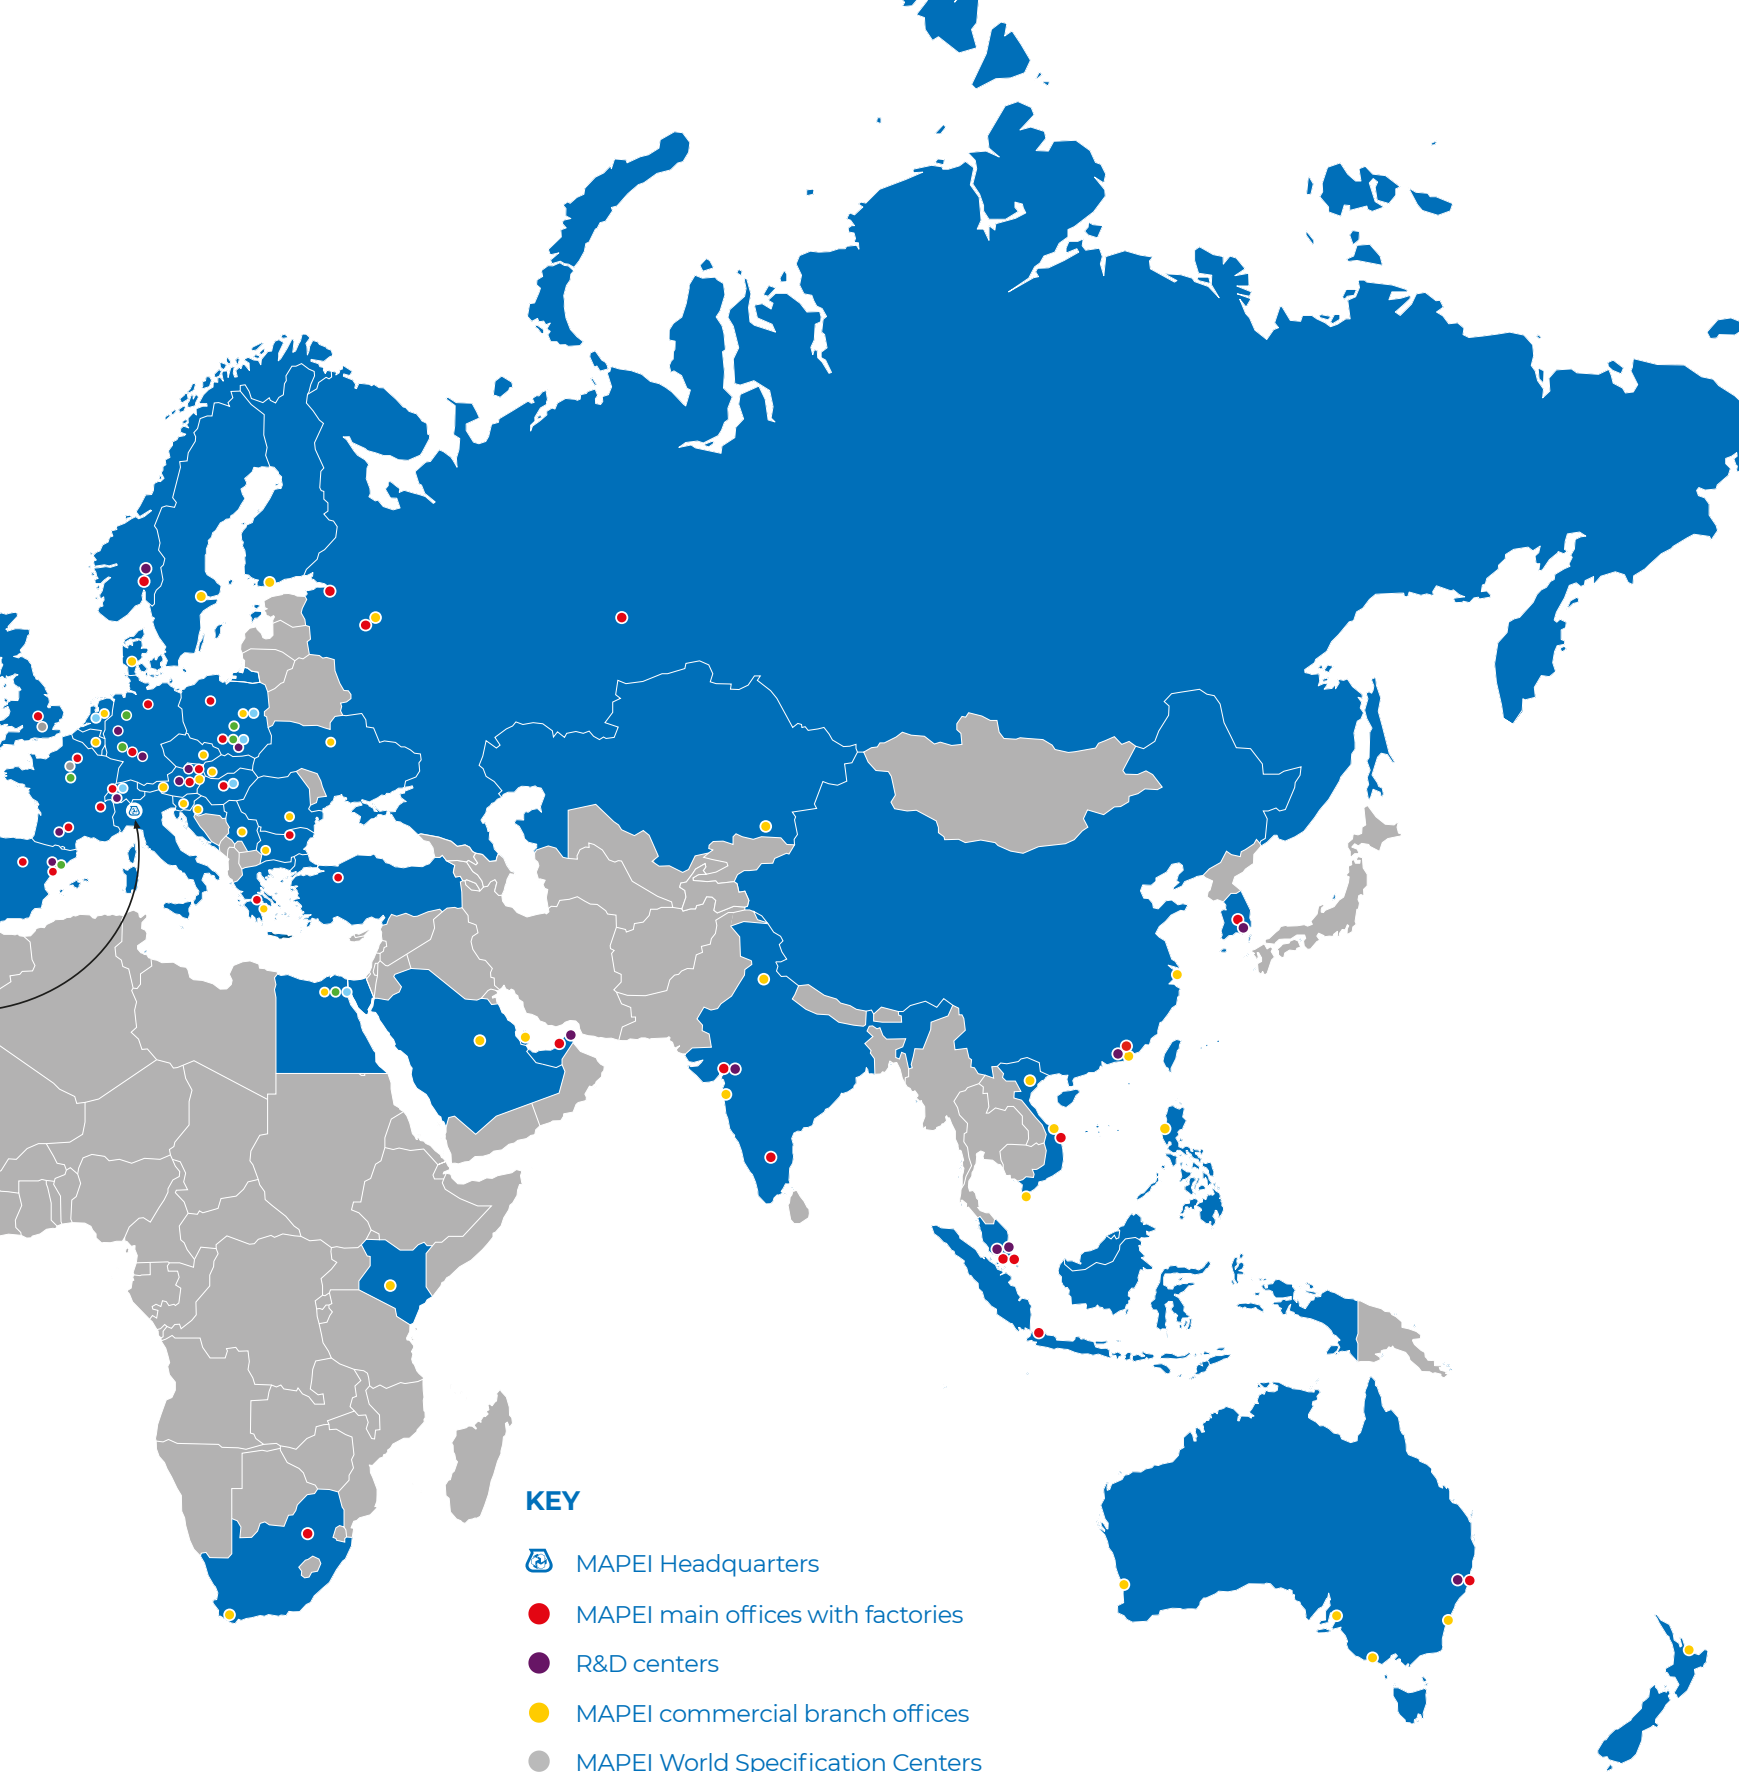 KEY
MAPEI Headquarters
MAPEI main offices with factories
R&D centers
MAPEI commercial branch offices
MAPEI World Specification Centers